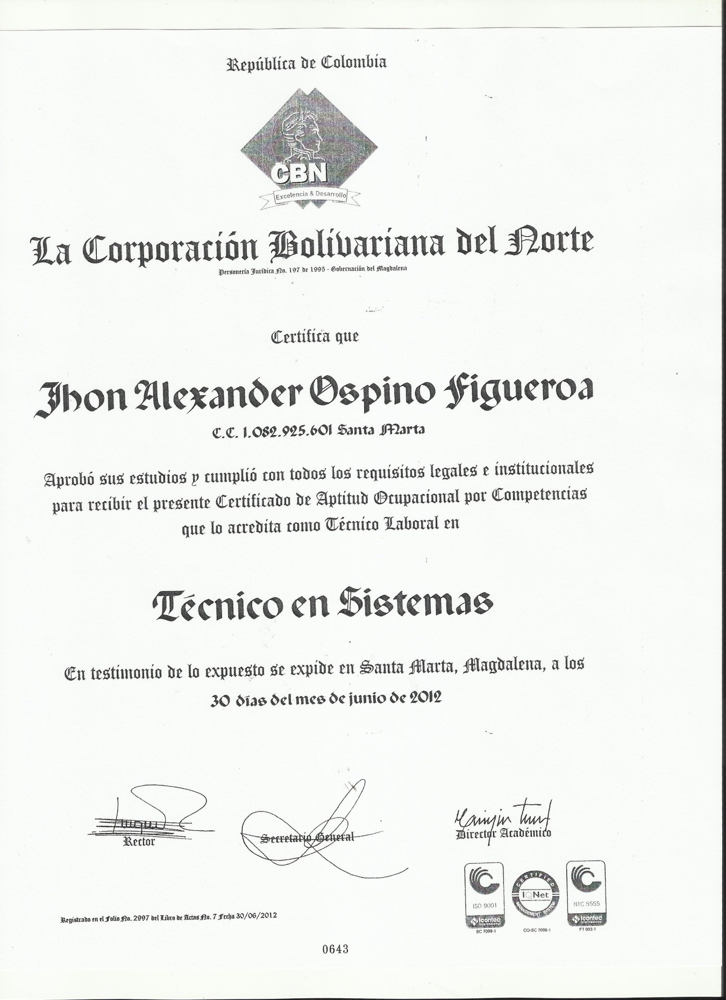 República de Colombia
CBN
Excelencia & Desarrollo
La Corporación Bolivariana del Norte
Personería Jurídica No. 197 de 1995 - Gobernación del Magdalena
Certifica que
Jhon Alexander Ospino Figueroa
C.C. 1.082.925.601 Santa Marta
Aprobó sus estudios y cumplió con todos los requisitos legales e institucionales
para recibir el presente Certificado de Aptitud Ocupacional por Competencias
que lo acredita como Técnico Laboral en
Técnico en Sistemas
En testimonio de lo expuesto se expide en Santa Marta, Magdalena, a los
30 días del mes de junio de 2012
Rector
Secretario General
Director Académico
ISO 9001
icontec
internacional
SC 7099-1
CERTIFIED
IQNet
MANAGEMENT SYSTEM
CO-SC 7099-1
NTC 5555
icontec
internacional
FT 002-1
Registrado en el Folio No. 2997 del Libro de Actas No. 7 Fecha 30/06/2012
0643